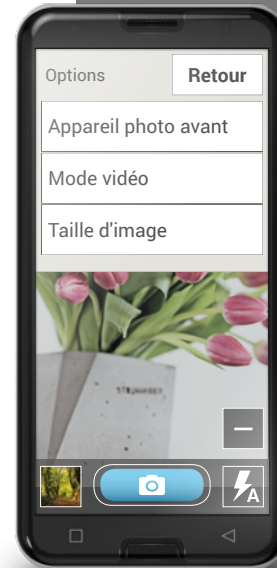 Options
Retour
Appareil photo avant
Mode vidéo
Taille d'image
A